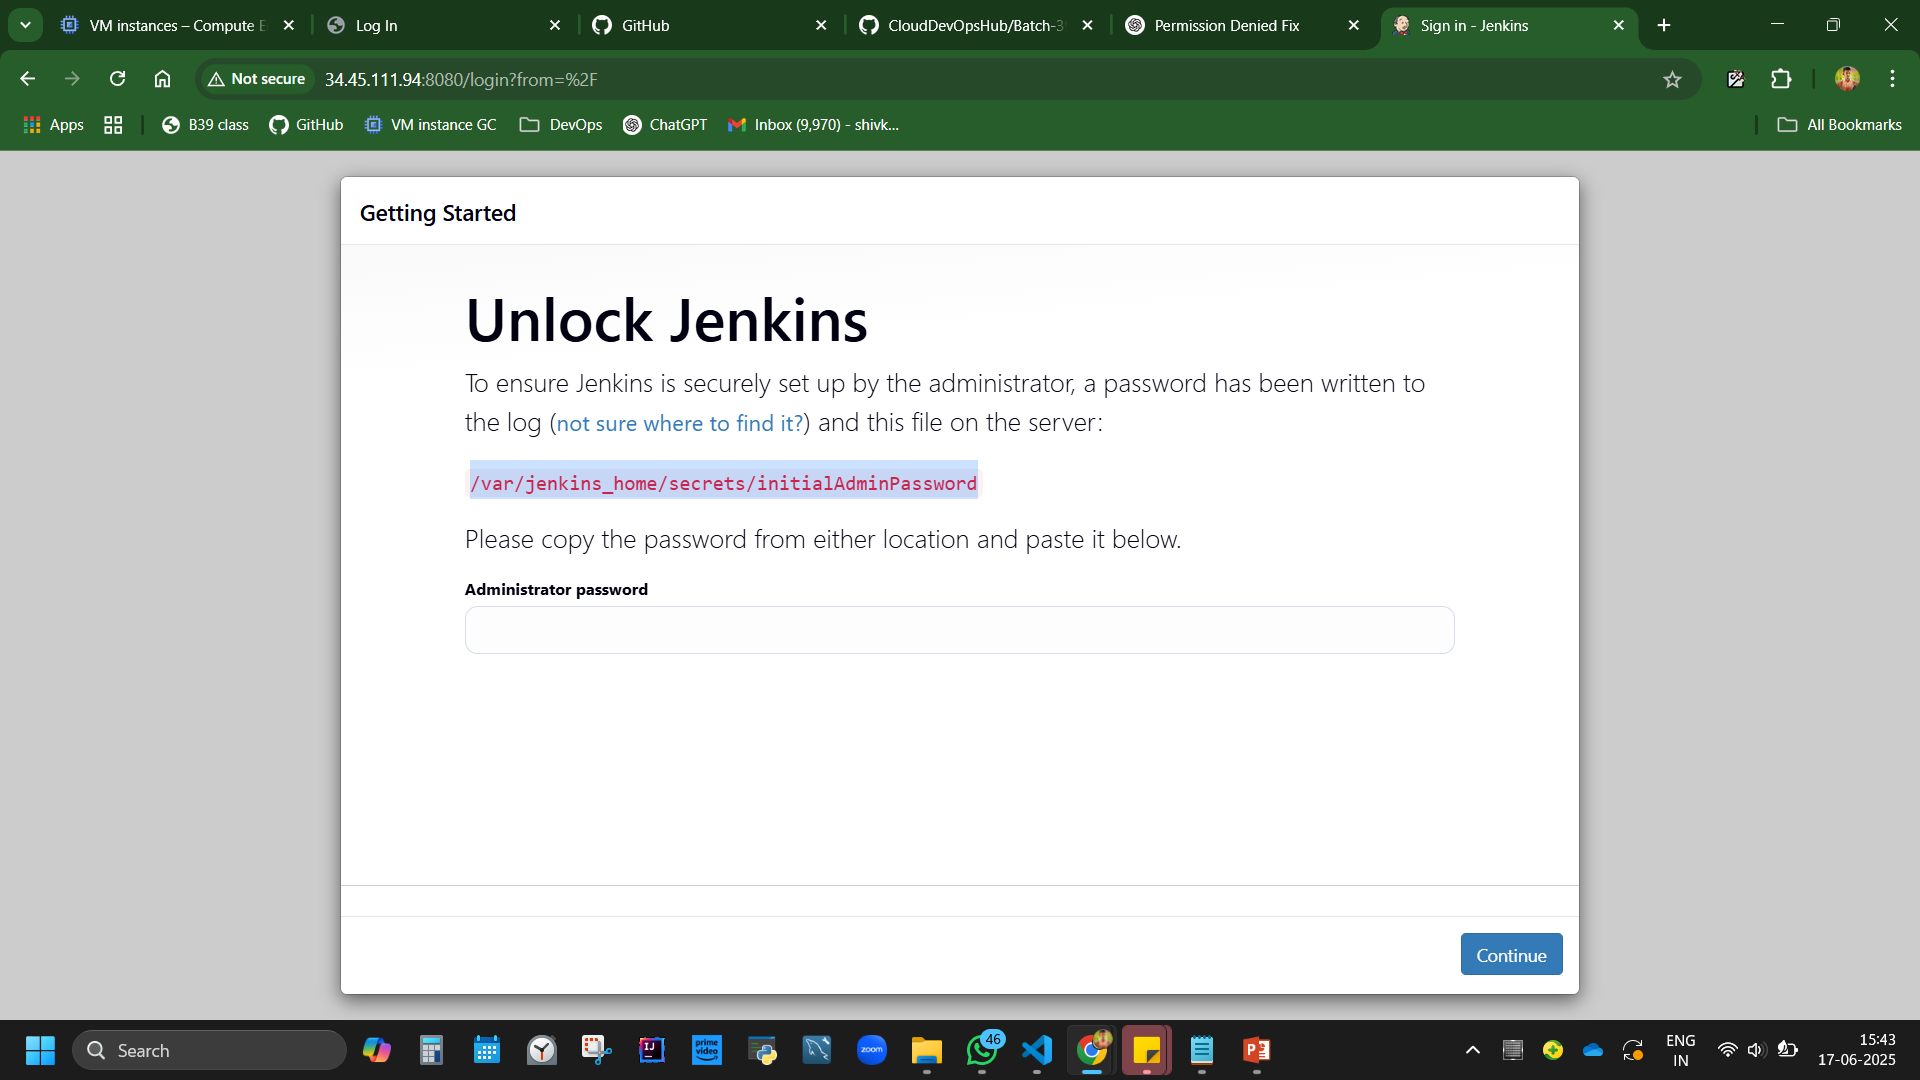 VM instances – Compute E
Log In
GitHub
CloudDevOpsHub/Batch-3
Permission Denied Fix
Sign in - Jenkins
Not secure
34.45.111.94:8080/login?from=%2F
Apps
B39 class
GitHub
VM instance GC
DevOps
ChatGPT
Inbox (9,970) - shivk...
All Bookmarks
Getting Started
Unlock Jenkins
To ensure Jenkins is securely set up by the administrator, a password has been written to
the log (not sure where to find it?) and this file on the server:
/var/jenkins_home/secrets/initialAdminPassword
Please copy the password from either location and paste it below.
Administrator password
Continue
Search
IJ
prime video
zoom
46
ENG
IN
15:43
17-06-2025